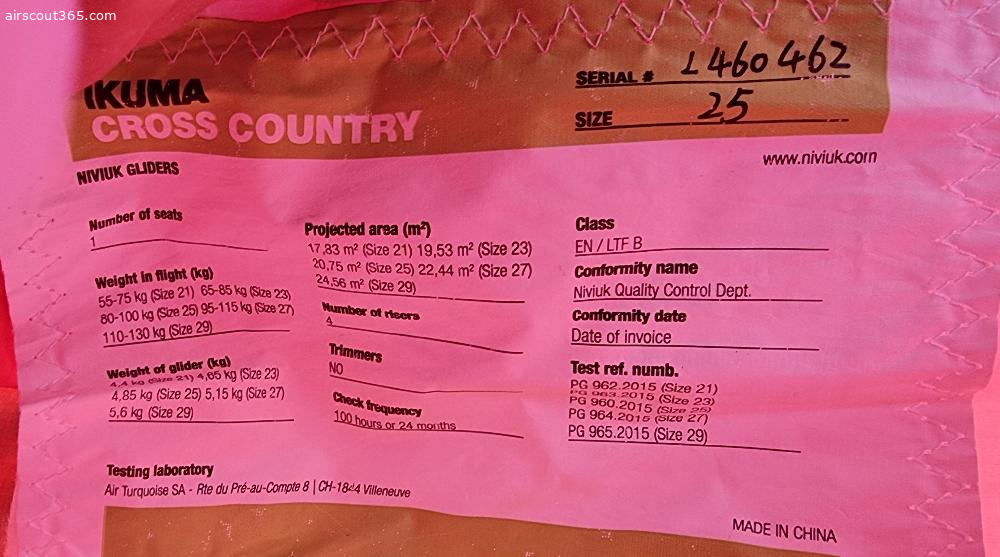 airscout365.com
IKUMA
CROSS COUNTRY
SERIAL # L460462
SIZE 25
www.niviuk.com
NIVIUK GLIDERS
Number of seats
1
Weight in flight (kg)
55-75 kg (Size 21) 65-85 kg (Size 23)
80-100 kg (Size 25) 95-115 kg (Size 27)
110-130 kg (Size 29)
Weight of glider (kg)
4,4 kg (Size 21) 4,65 kg (Size 23)
4,85 kg (Size 25) 5,15 kg (Size 27)
5,6 kg (Size 29)
Projected area (m²)
17,83 m² (Size 21) 19,53 m² (Size 23)
20,75 m² (Size 25) 22,44 m² (Size 27)
24,56 m² (Size 29)
Number of risers
4
Trimmers
NO
Check frequency
100 hours or 24 months
Class
EN / LTF B
Conformity name
Niviuk Quality Control Dept.
Conformity date
Date of invoice
Test ref. numb.
PG 962.2015 (Size 21)
PG 963.2015 (Size 23)
PG 960.2015 (Size 25)
PG 964.2015 (Size 27)
PG 965.2015 (Size 29)
Testing laboratory
Air Turquoise SA - Rte du Pré-au-Compte 8 | CH-1844 Villeneuve
MADE IN CHINA